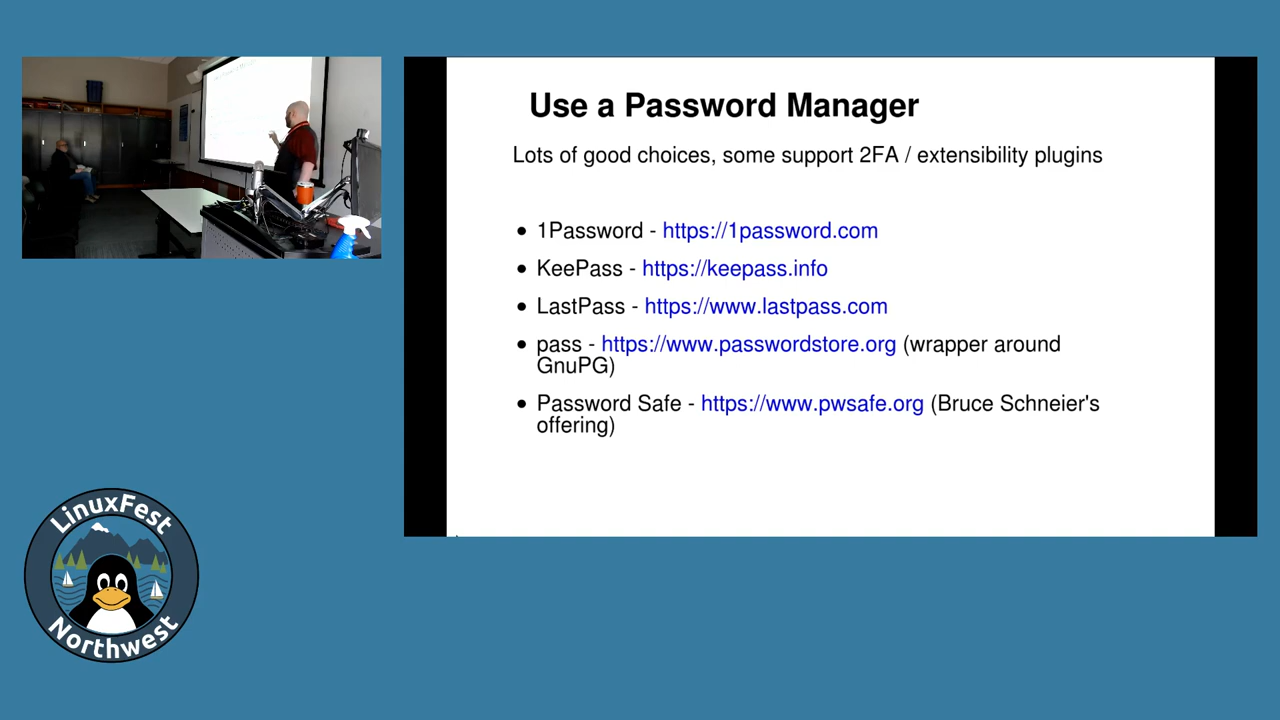 Use a Password Manager
Lots of good choices, some support 2FA / extensibility plugins
1Password - https://1password.com
KeePass - https://keepass.info
LastPass - https://www.lastpass.com
pass - https://www.passwordstore.org (wrapper around
GnuPG)
Password Safe - https://www.pwsafe.org (Bruce Schneier's
offering)
LinuxFest
Northwest